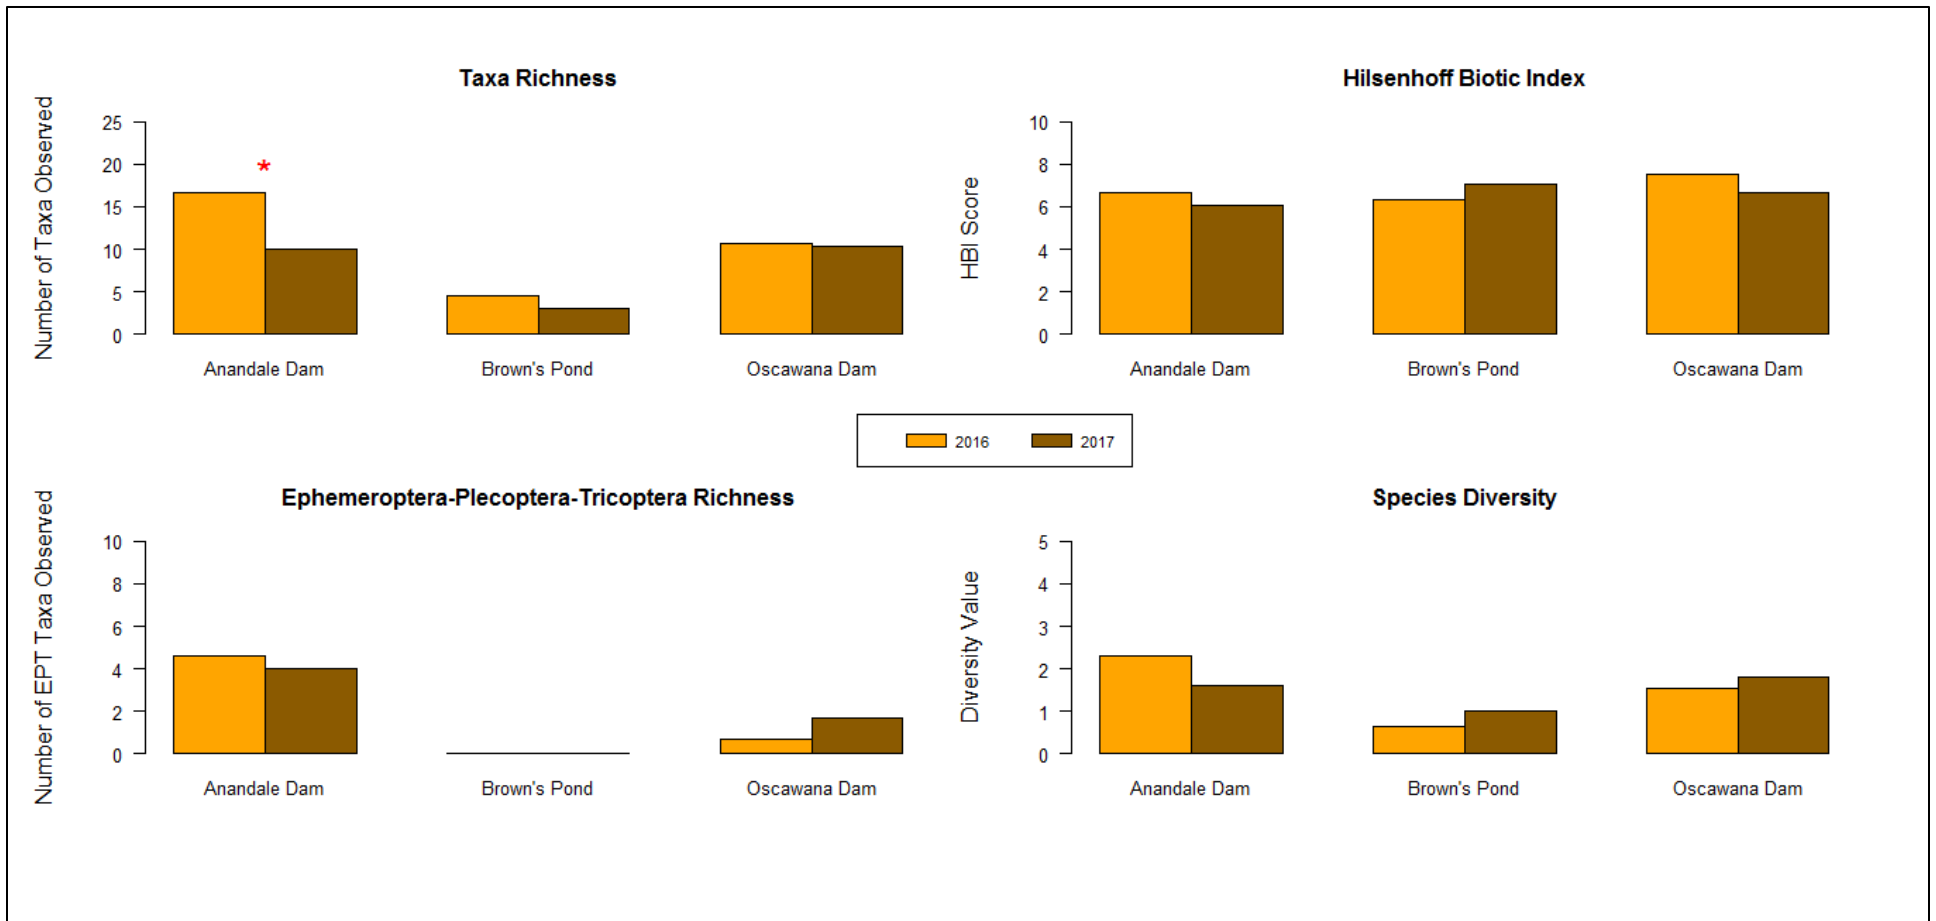 Taxa Richness
Number of Taxa Observed
25
20
15
10
5
0
*
Anandale Dam
Brown's Pond
Oscawana Dam
Hilsenhoff Biotic Index
HBI Score
10
8
6
4
2
0
Anandale Dam
Brown's Pond
Oscawana Dam
2016
2017
Ephemeroptera-Plecoptera-Tricoptera Richness
Number of EPT Taxa Observed
10
8
6
4
2
0
Anandale Dam
Brown's Pond
Oscawana Dam
Species Diversity
Diversity Value
5
4
3
2
1
0
Anandale Dam
Brown's Pond
Oscawana Dam